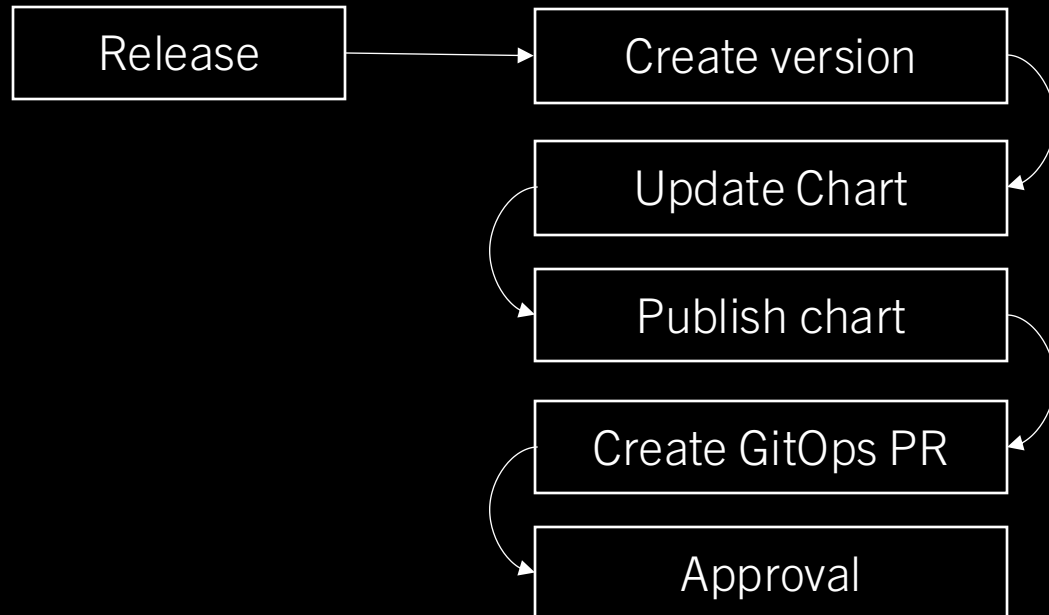 Release
Create version
Update Chart
Publish chart
Create GitOps PR
Approval